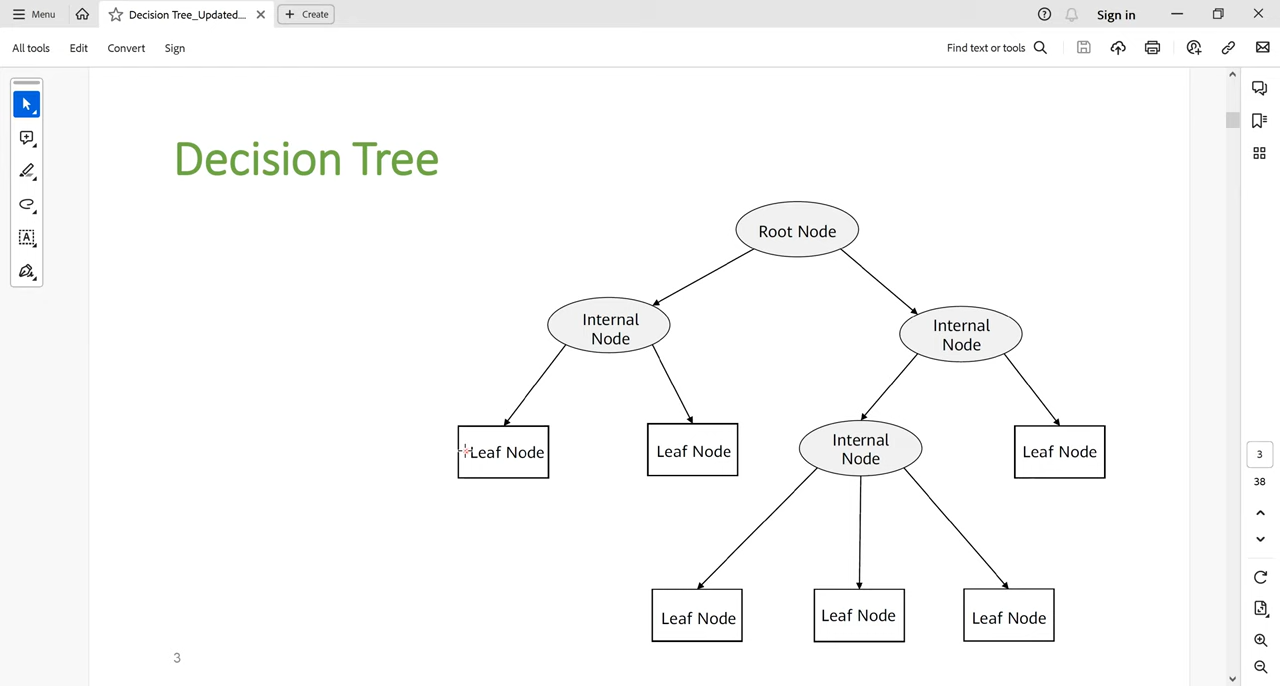 Menu
Decision Tree_Updated....
Create
Sign in
All tools
Edit
Convert
Sign
Find text or tools
Decision Tree
Root Node
Internal
Node
Internal
Node
Leaf Node
Leaf Node
Internal
Node
Leaf Node
Leaf Node
Leaf Node
Leaf Node
3
3
38